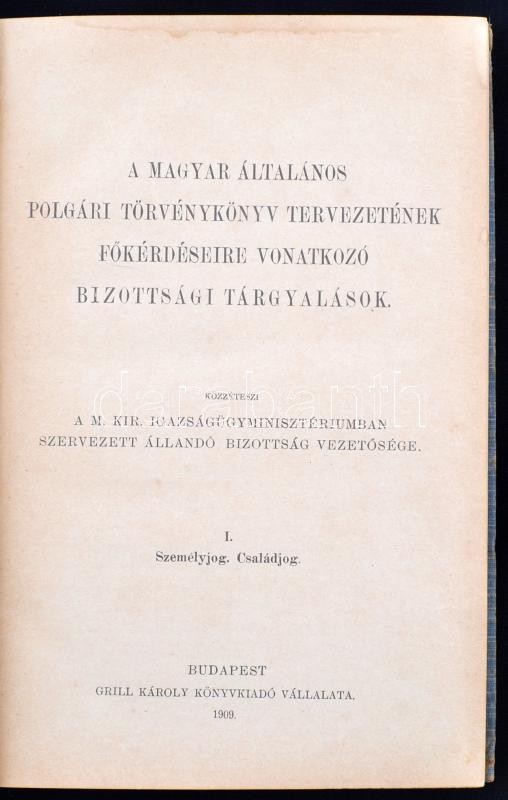 A MAGYAR ÁLTALÁNOS
POLGÁRI TÖRVÉNYKÖNYV TERVEZETÉNEK
FŐKÉRDÉSEIRE VONATKOZÓ
BIZOTTSÁGI TÁRGYALÁSOK.
KÖZZÉTESZI
darabanth
A M. KIR. IGAZSÁGÜGYMINISZTÉRIUMBAN
SZERVEZETT ÁLLANDÓ BIZOTTSÁG VEZETŐSÉGE.
I.
Személyjog. Családjog.
BUDAPEST
GRILL KÁROLY KÖNYVKIADÓ VÁLLALATA.
1909.